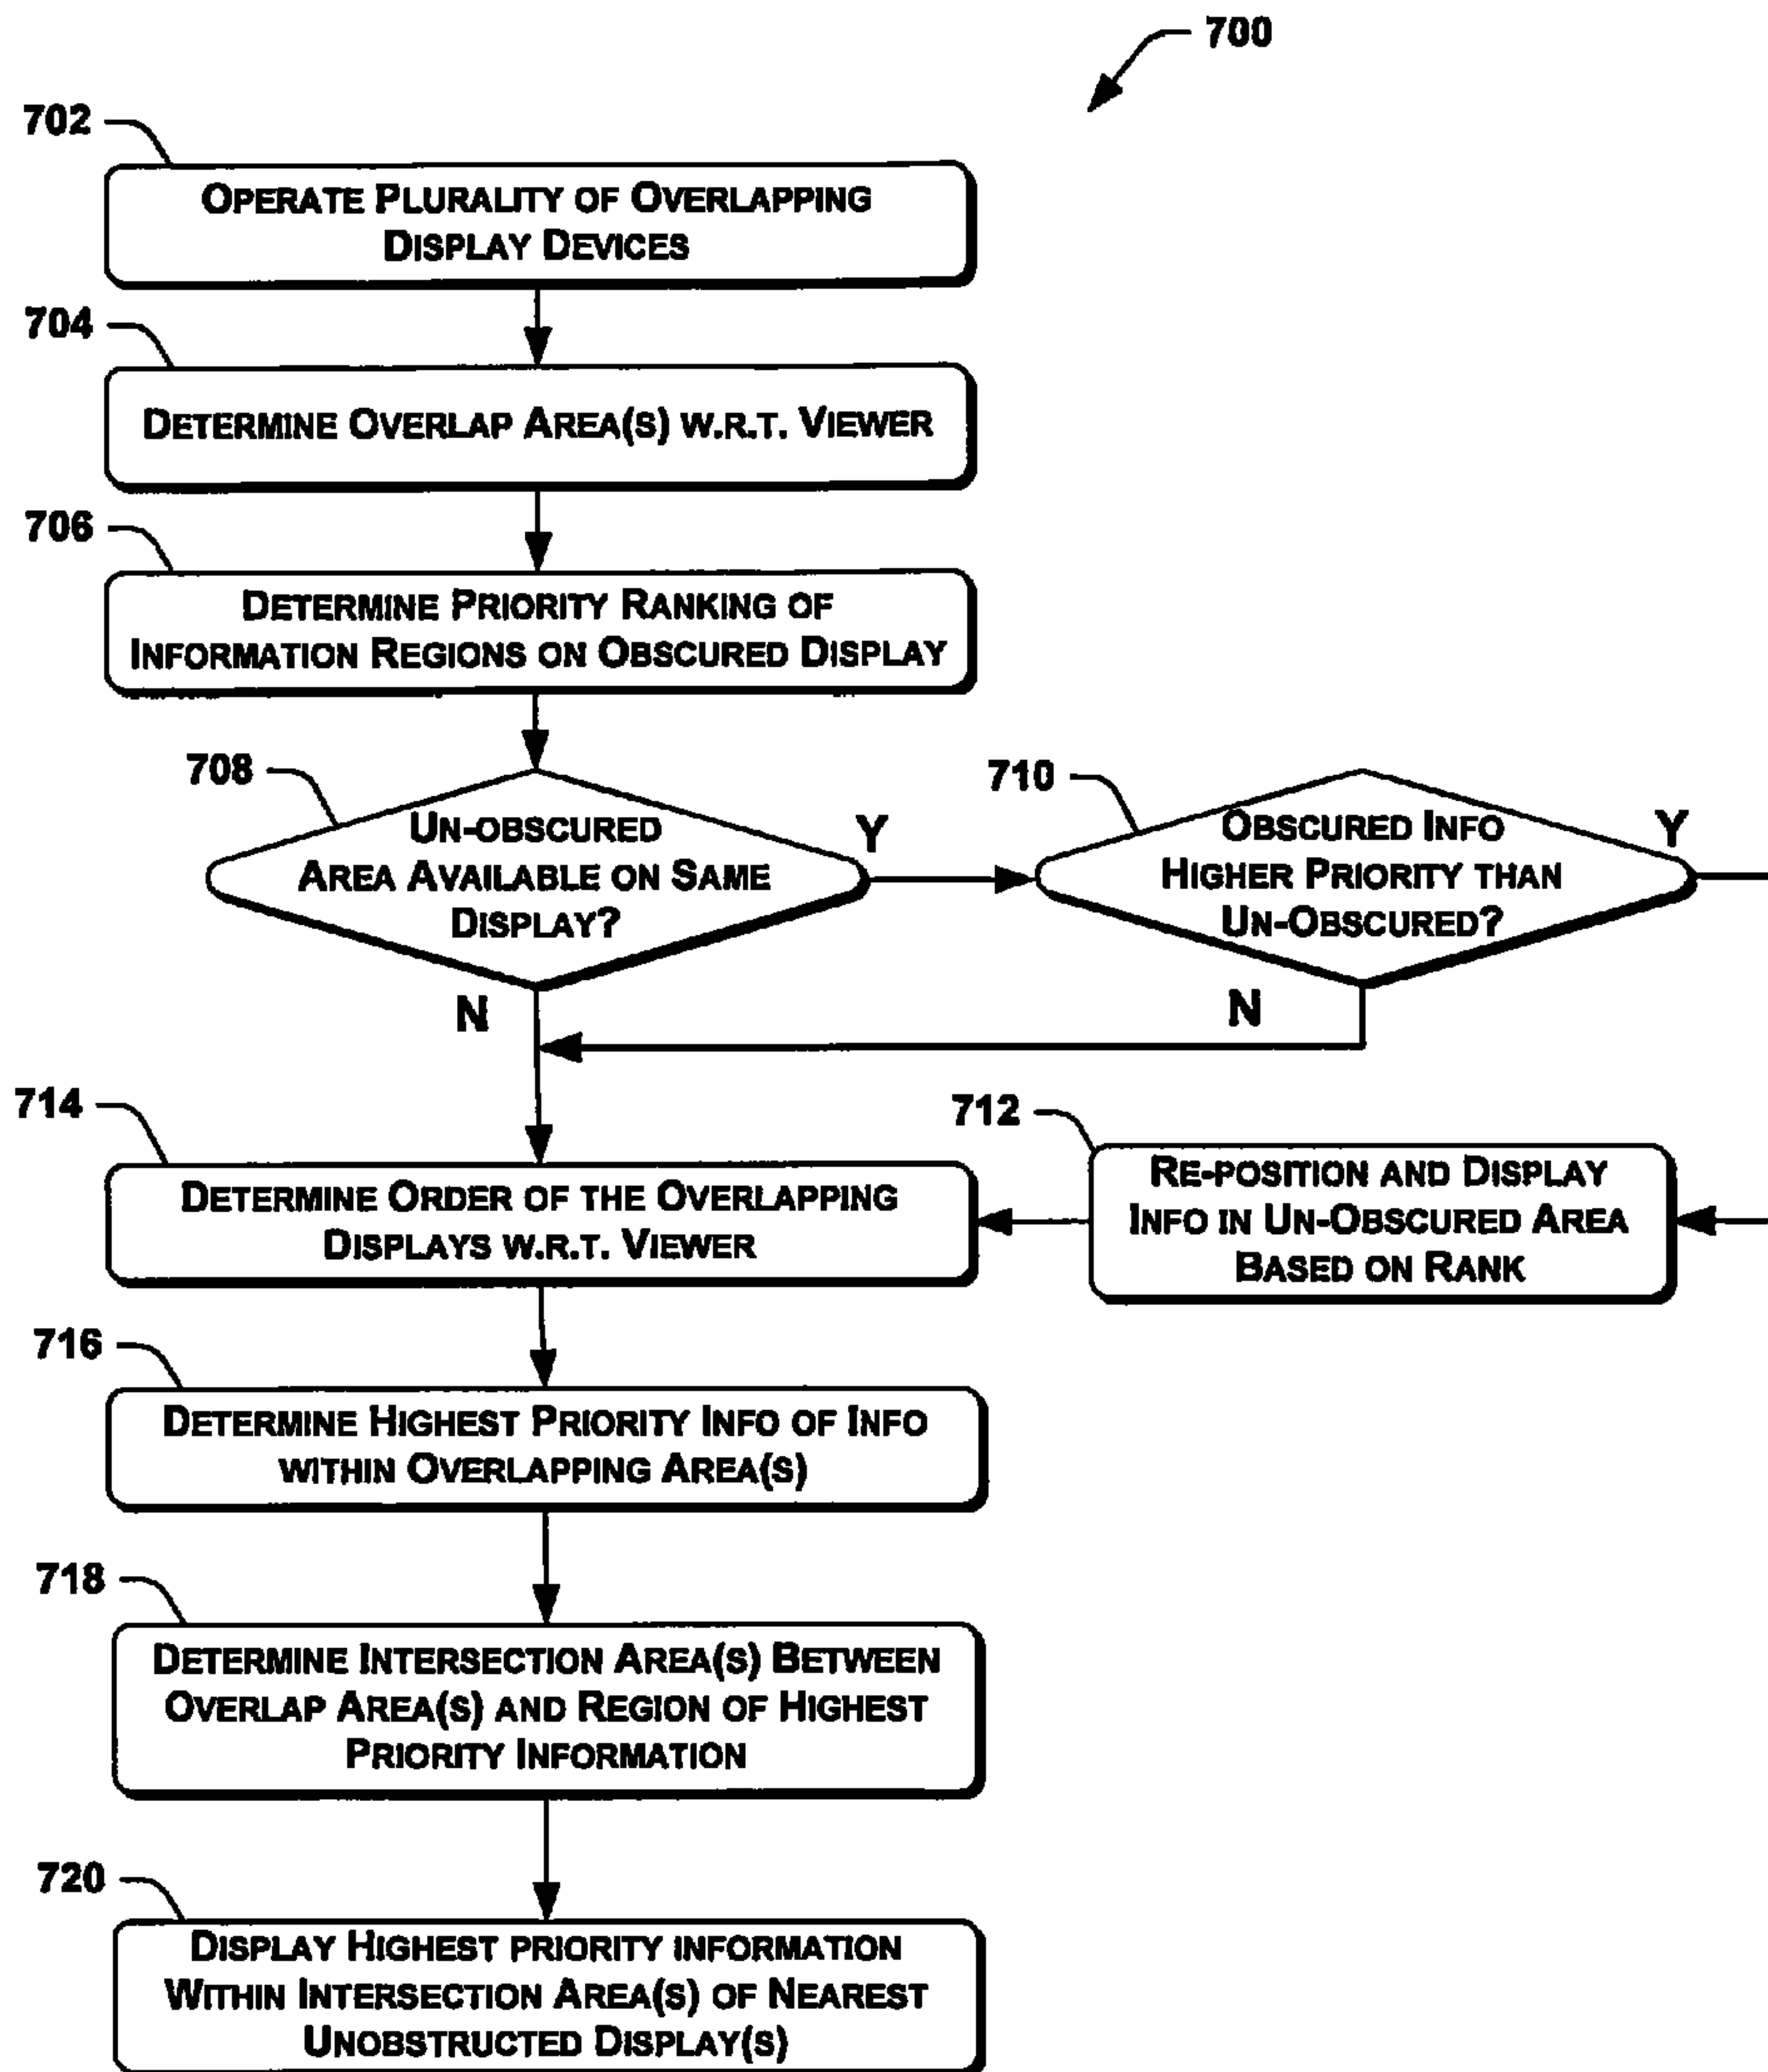 700
702
OPERATE PLURALITY OF OVERLAPPING
DISPLAY DEVICES
704
DETERMINE OVERLAP AREA(S) W.R.T. VIEWER
706
DETERMINE PRIORITY RANKING OF
INFORMATION REGIONS ON OBSCURED DISPLAY
708
UN-OBSCURED
AREA AVAILABLE ON SAME
DISPLAY?
Y
N
710
OBSCURED INFO
HIGHER PRIORITY THAN
UN-OBSCURED?
Y
N
712
RE-POSITION AND DISPLAY
INFO IN UN-OBSCURED AREA
BASED ON RANK
714
DETERMINE ORDER OF THE OVERLAPPING
DISPLAYS W.R.T. VIEWER
716
DETERMINE HIGHEST PRIORITY INFO OF INFO
WITHIN OVERLAPPING AREA(S)
718
DETERMINE INTERSECTION AREA(S) BETWEEN
OVERLAP AREA(S) AND REGION OF HIGHEST
PRIORITY INFORMATION
720
DISPLAY HIGHEST PRIORITY INFORMATION
WITHIN INTERSECTION AREA(S) OF NEAREST
UNOBSTRUCTED DISPLAY(S)